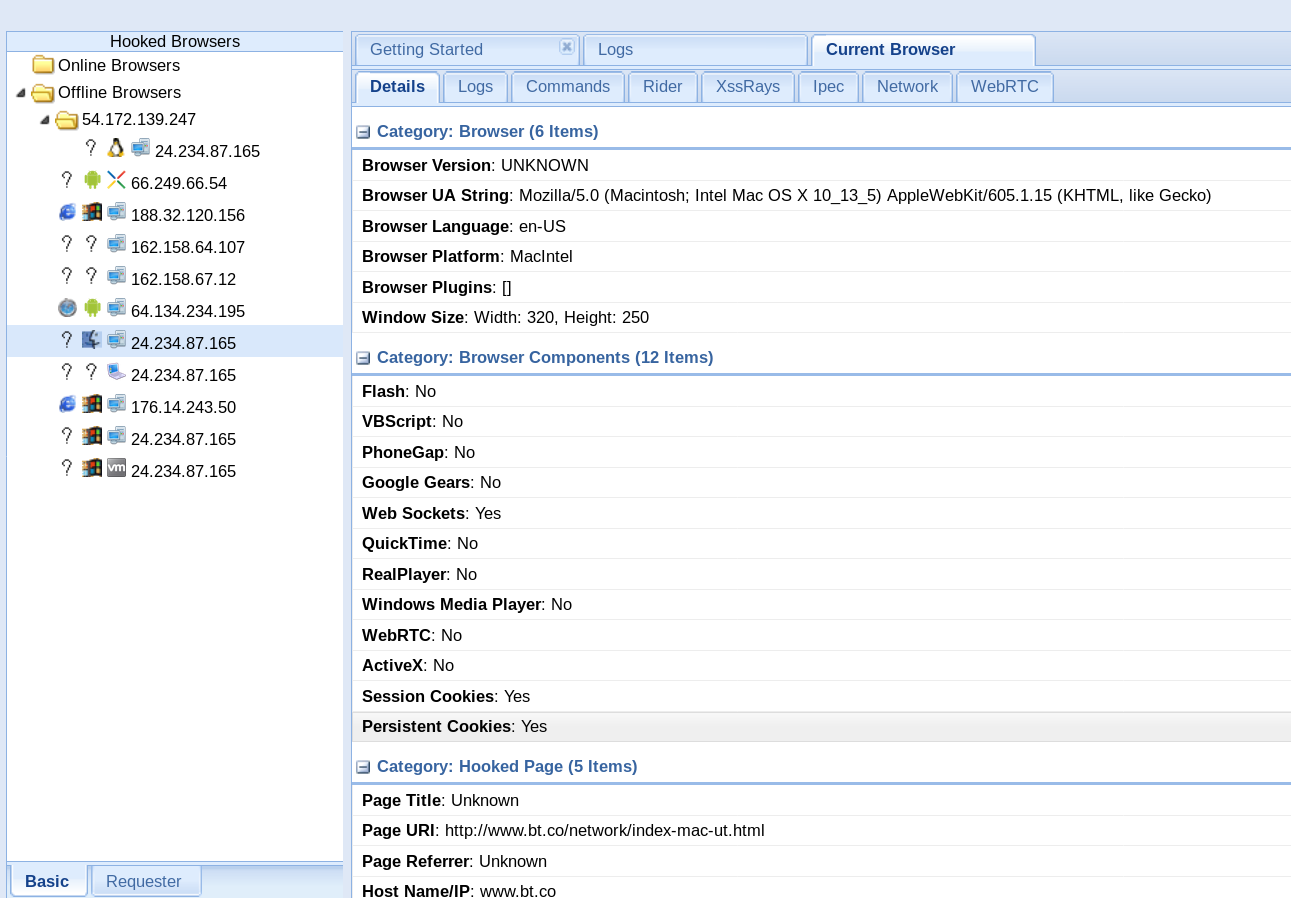 Hooked Browsers
Online Browsers
Offline Browsers
54.172.139.247
24.234.87.165
66.249.66.54
188.32.120.156
162.158.64.107
162.158.67.12
64.134.234.195
24.234.87.165
24.234.87.165
176.14.243.50
24.234.87.165
vm 24.234.87.165
Basic Requester
Getting Started Logs Current Browser
Details Logs Commands Rider XssRays Ipec Network WebRTC
Category: Browser (6 Items)
Browser Version: UNKNOWN
Browser UA String: Mozilla/5.0 (Macintosh; Intel Mac OS X 10_13_5) AppleWebKit/605.1.15 (KHTML, like Gecko)
Browser Language: en-US
Browser Platform: MacIntel
Browser Plugins: []
Window Size: Width: 320, Height: 250
Category: Browser Components (12 Items)
Flash: No
VBScript: No
PhoneGap: No
Google Gears: No
Web Sockets: Yes
QuickTime: No
RealPlayer: No
Windows Media Player: No
WebRTC: No
ActiveX: No
Session Cookies: Yes
Persistent Cookies: Yes
Category: Hooked Page (5 Items)
Page Title: Unknown
Page URI: http://www.bt.co/network/index-mac-ut.html
Page Referrer: Unknown
Host Name/IP: www.bt.co